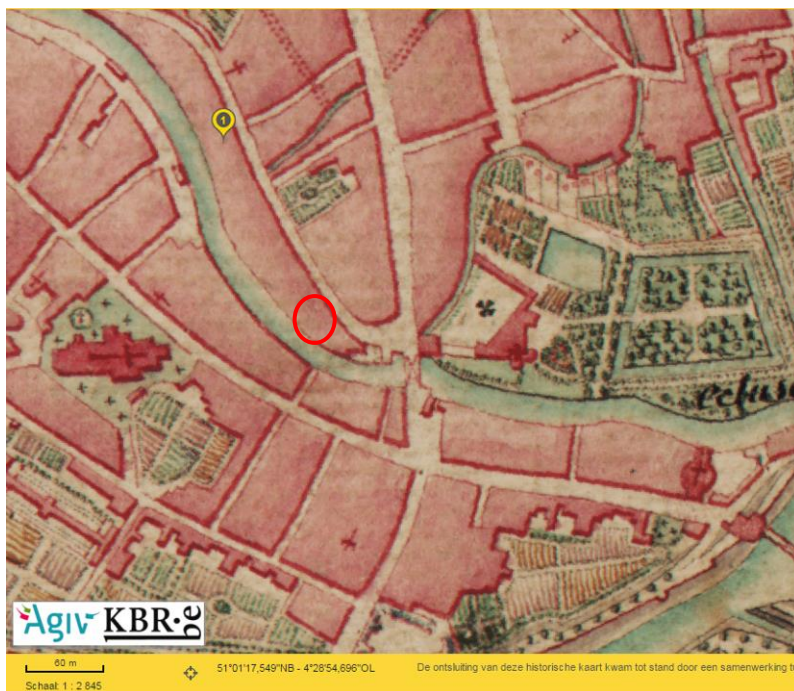 1
ecluse
Agiv KBR.be
60 m
Schaal: 1 : 2 845
51°01'17,549"NB - 4°28'54,696"OL
De ontsluiting van deze historische kaart kwam tot stand door een samenwerking